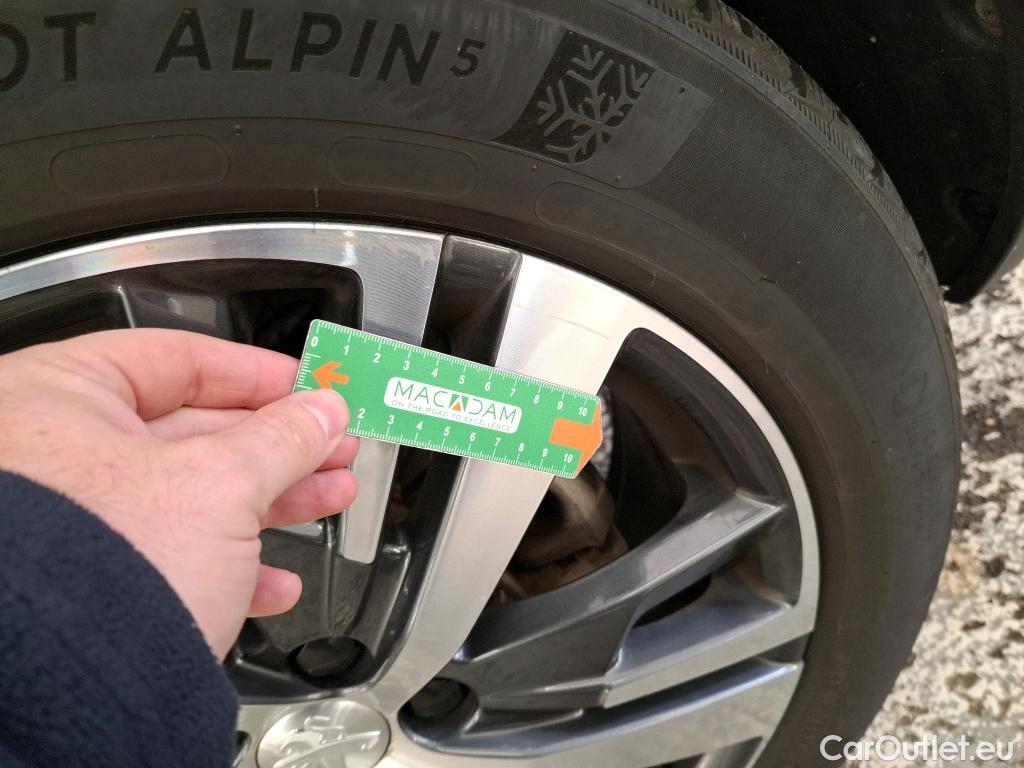 OT ALPIN 5
0 1 2 3 4 5 6 7 8 9 10
MACADAM
ON THE ROAD TO EXCELLENCE
2 3 4 5 6 7 8 9 10
CarOutlet.eu